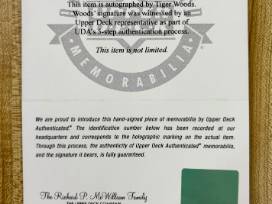 This item is autographed by Tiger Woods.
Woods' signature was witnessed by an
Upper Deck representative as part of
UDA's 5-step authentication process.
This item is not limited.
MEMORABILIA
We are proud to introduce this hand-signed piece of memorabilia by Upper Deck
Authenticated. The identification number below has been recorded at our
headquarters and corresponds to the holographic marking on the actual item.
Through this process, the authenticity of Upper Deck Authenticated memorabilia,
and the signature it bears, is fully guaranteed.
The Richard P. Mc William Family